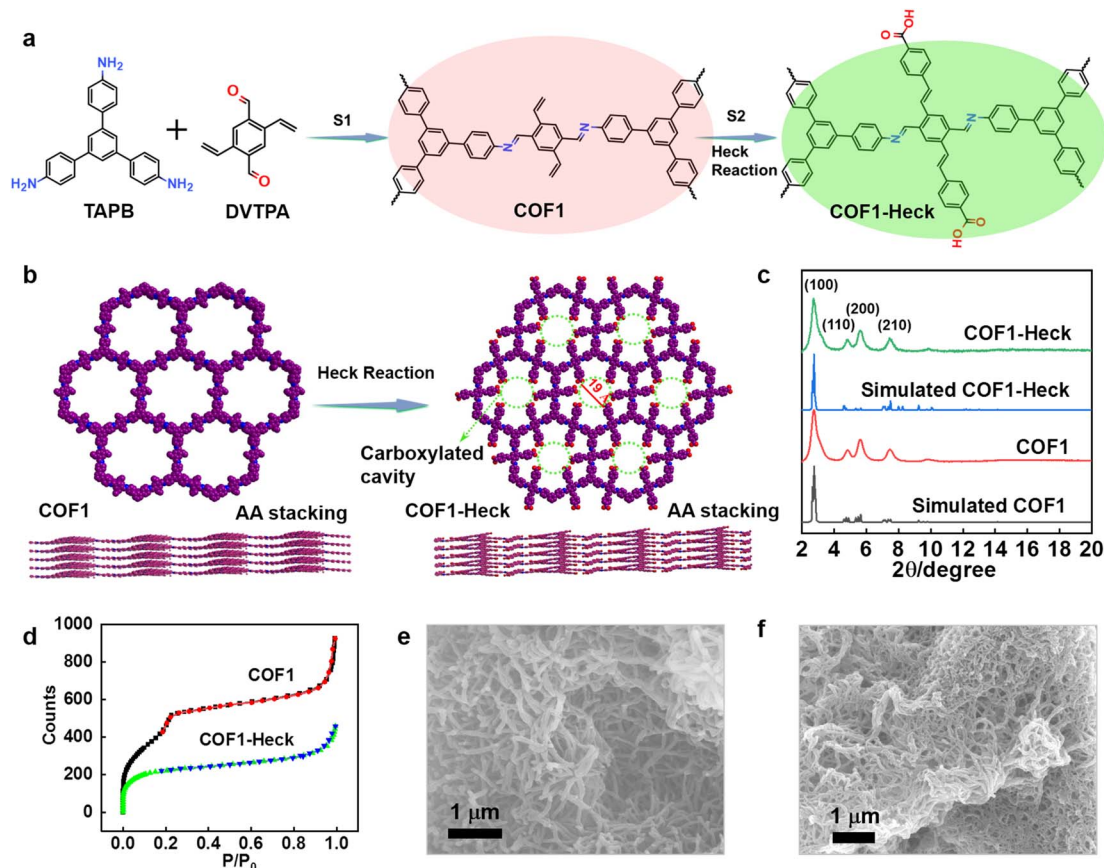 a
NH2
H2N
NH2
TAPB
+
O
O
DVTPA
S1
N
N
COF1
S2
Heck
Reaction
O
OH
N
N
O
OH
COF1-Heck
b
Heck Reaction
Carboxylated
cavity
19 Å
COF1
AA stacking
COF1-Heck
AA stacking
c
(100)
(110)
(200)
(210)
COF1-Heck
Simulated COF1-Heck
COF1
Simulated COF1
2 4 6 8 10 12 14 16 18 20
2θ/degree
d
Counts
1000
800
600
400
200
0
COF1
COF1-Heck
0.0 0.2 0.4 0.6 0.8 1.0
P/P0
e
1 μm
f
1 μm